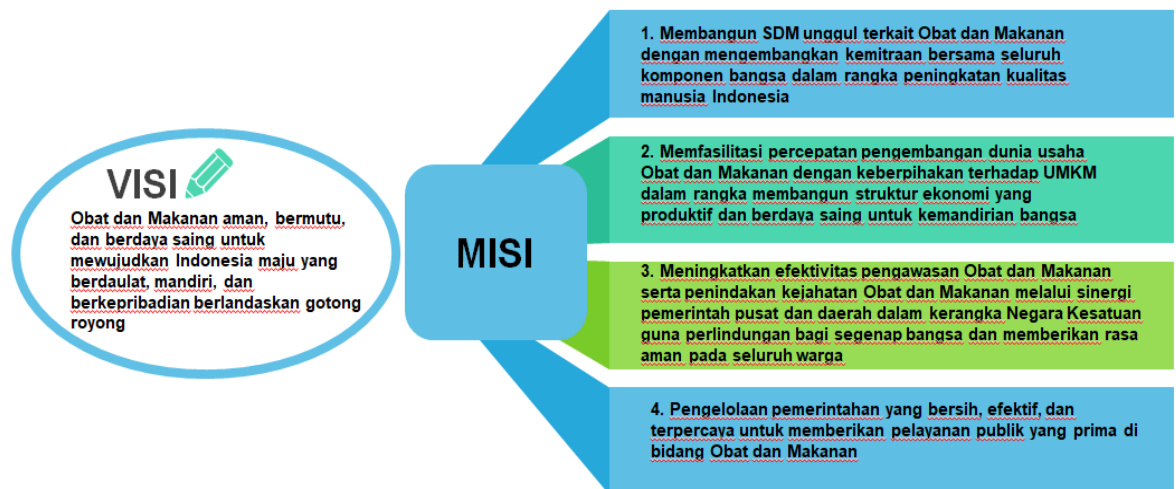 VISI
Obat dan Makanan aman, bermutu,
dan berdaya saing untuk
mewujudkan Indonesia maju yang
berdaulat, mandiri, dan
berkepribadian berlandaskan gotong
royong
MISI
1. Membangun SDM unggul terkait Obat dan Makanan
dengan mengembangkan kemitraan bersama seluruh
komponen bangsa dalam rangka peningkatan kualitas
manusia Indonesia
2. Memfasilitasi percepatan pengembangan dunia usaha
Obat dan Makanan dengan keberpihakan terhadap UMKM
dalam rangka membangun struktur ekonomi yang
produktif dan berdaya saing untuk kemandirian bangsa
3. Meningkatkan efektivitas pengawasan Obat dan Makanan
serta penindakan kejahatan Obat dan Makanan melalui sinergi
pemerintah pusat dan daerah dalam kerangka Negara Kesatuan
guna perlindungan bagi segenap bangsa dan memberikan rasa
aman pada seluruh warga
4. Pengelolaan pemerintahan yang bersih, efektif, dan
terpercaya untuk memberikan pelayanan publik yang prima di
bidang Obat dan Makanan